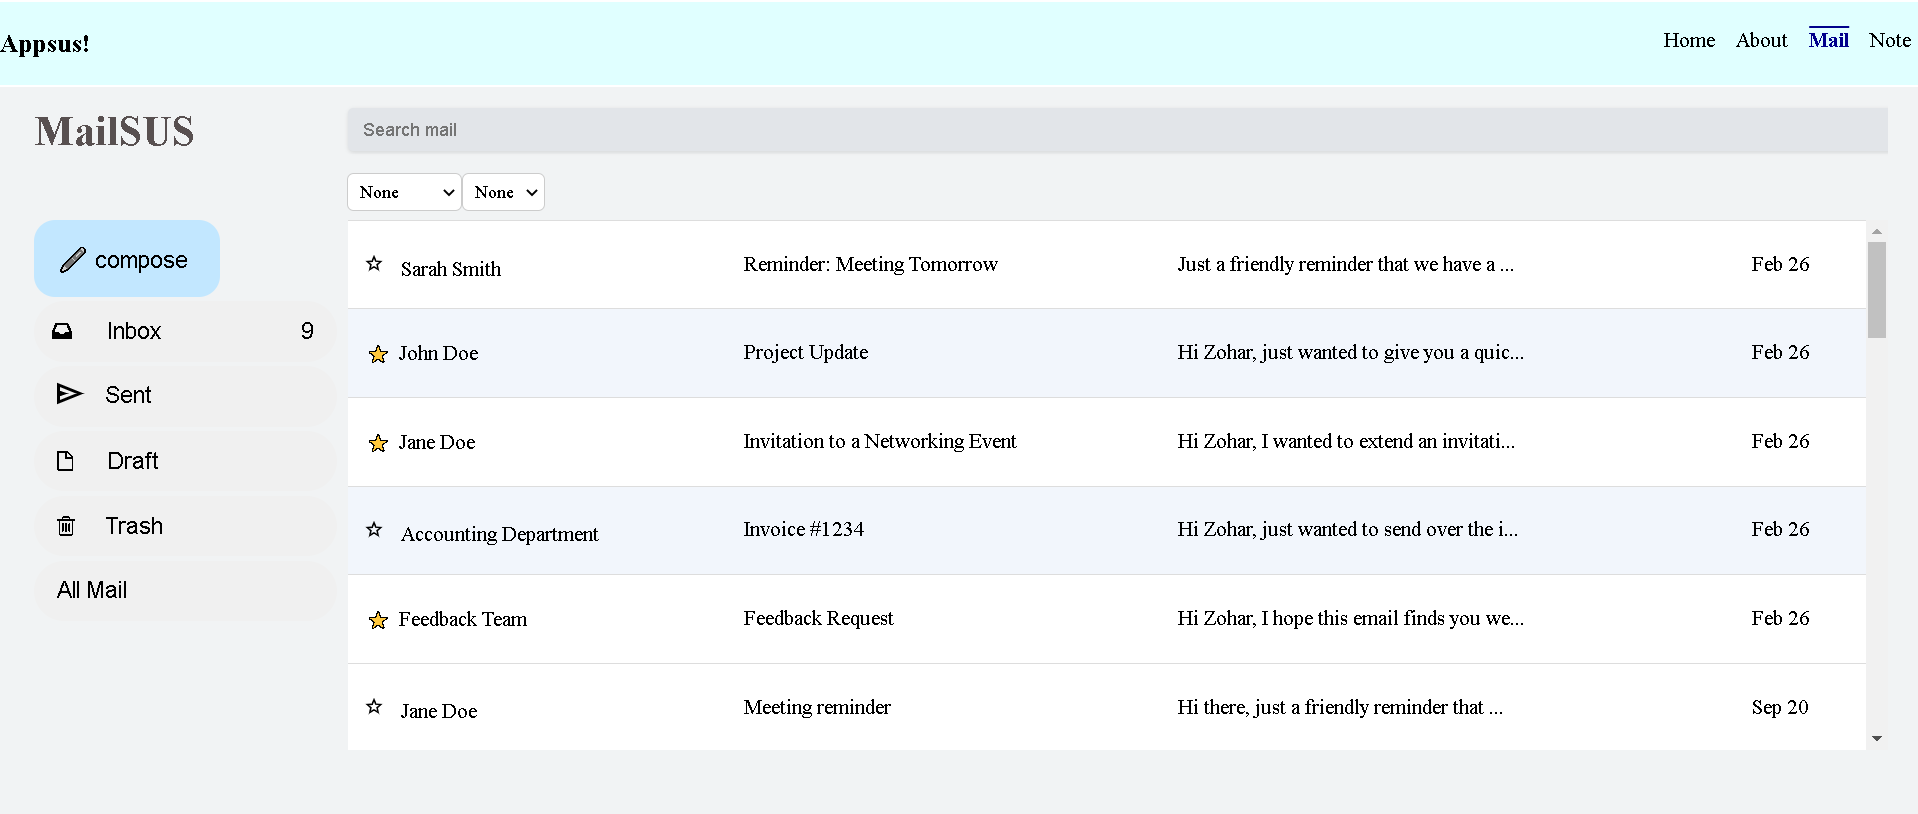 Appsus!
Home About Mail Note
MailSUS
Search mail
None None
compose
Inbox 9
Sent
Draft
Trash
All Mail
Sarah Smith Reminder: Meeting Tomorrow Just a friendly reminder that we have a ... Feb 26
John Doe Project Update Hi Zohar, just wanted to give you a quic... Feb 26
Jane Doe Invitation to a Networking Event Hi Zohar, I wanted to extend an invitati... Feb 26
Accounting Department Invoice #1234 Hi Zohar, just wanted to send over the i... Feb 26
Feedback Team Feedback Request Hi Zohar, I hope this email finds you we... Feb 26
Jane Doe Meeting reminder Hi there, just a friendly reminder that ... Sep 20